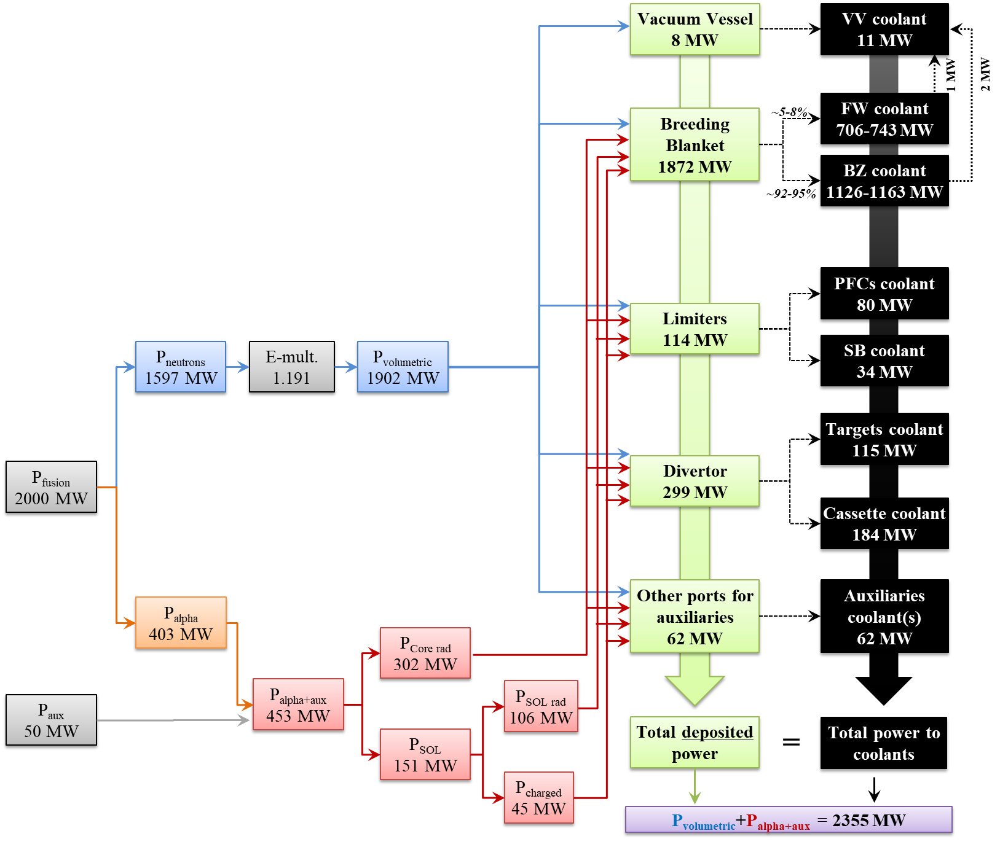 Vacuum Vessel
8 MW
VV coolant
11 MW
1 MW
2 MW
Breeding
Blanket
1872 MW
~5-8%
~92-95%
FW coolant
706-743 MW
BZ coolant
1126-1163 MW
Limiters
114 MW
PFCs coolant
80 MW
SB coolant
34 MW
Pneutrons
1597 MW
E-mult.
1.191
Pvolumetric
1902 MW
Pfusion
2000 MW
Divertor
299 MW
Targets coolant
115 MW
Cassette coolant
184 MW
Palpha
403 MW
Other ports for
auxiliaries
62 MW
Auxiliaries
coolant(s)
62 MW
Paux
50 MW
Palpha+aux
453 MW
PCore rad
302 MW
PSOL
151 MW
PSOL rad
106 MW
Pcharged
45 MW
Total deposited
power
=
Total power to
coolants
Pvolumetric+Palpha+aux = 2355 MW